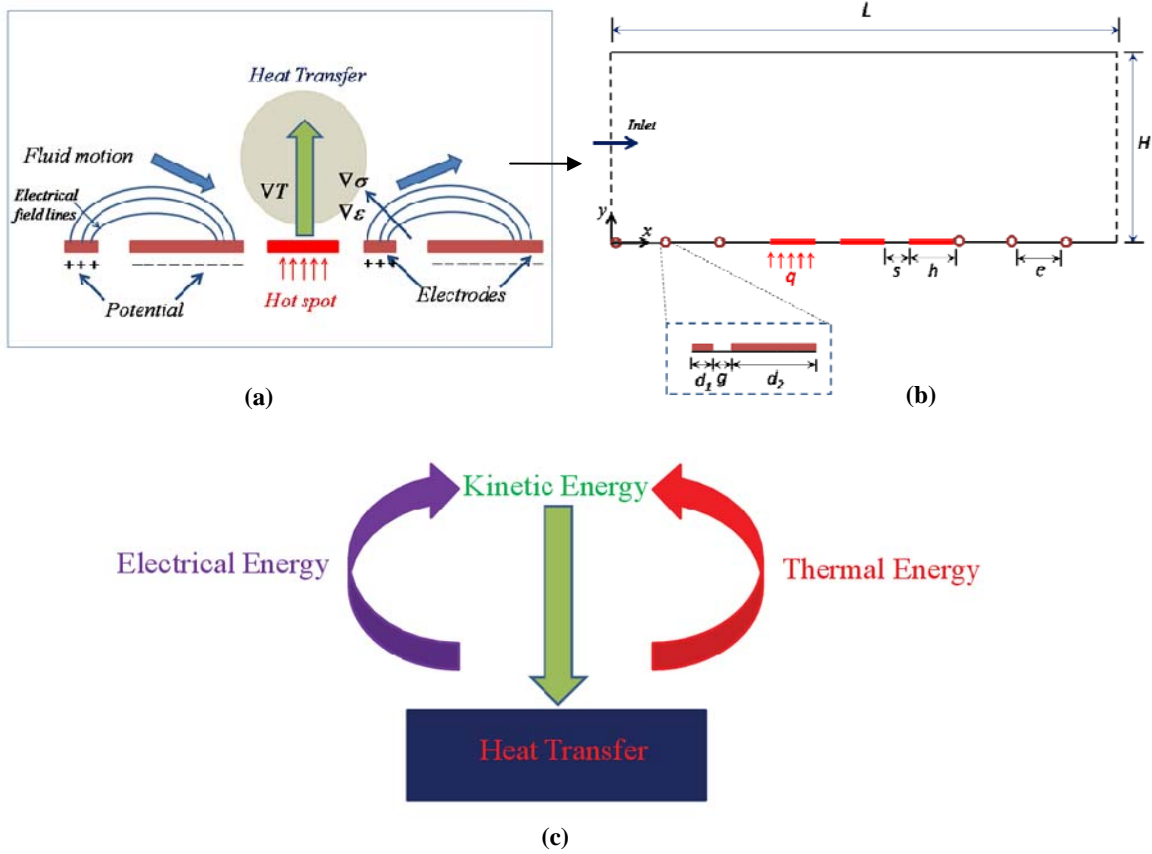 Heat Transfer
Fluid motion
Electrical
field lines
∇T
∇σ
∇ε
+++
− − − − − − − − − −
+++
− − − − − − − − − −
Potential
Hot spot
Electrodes
(a)
L
Inlet
H
y
x
q
s
h
e
d₁
g
d₂
(b)
Kinetic Energy
Electrical Energy
Thermal Energy
Heat Transfer
(c)